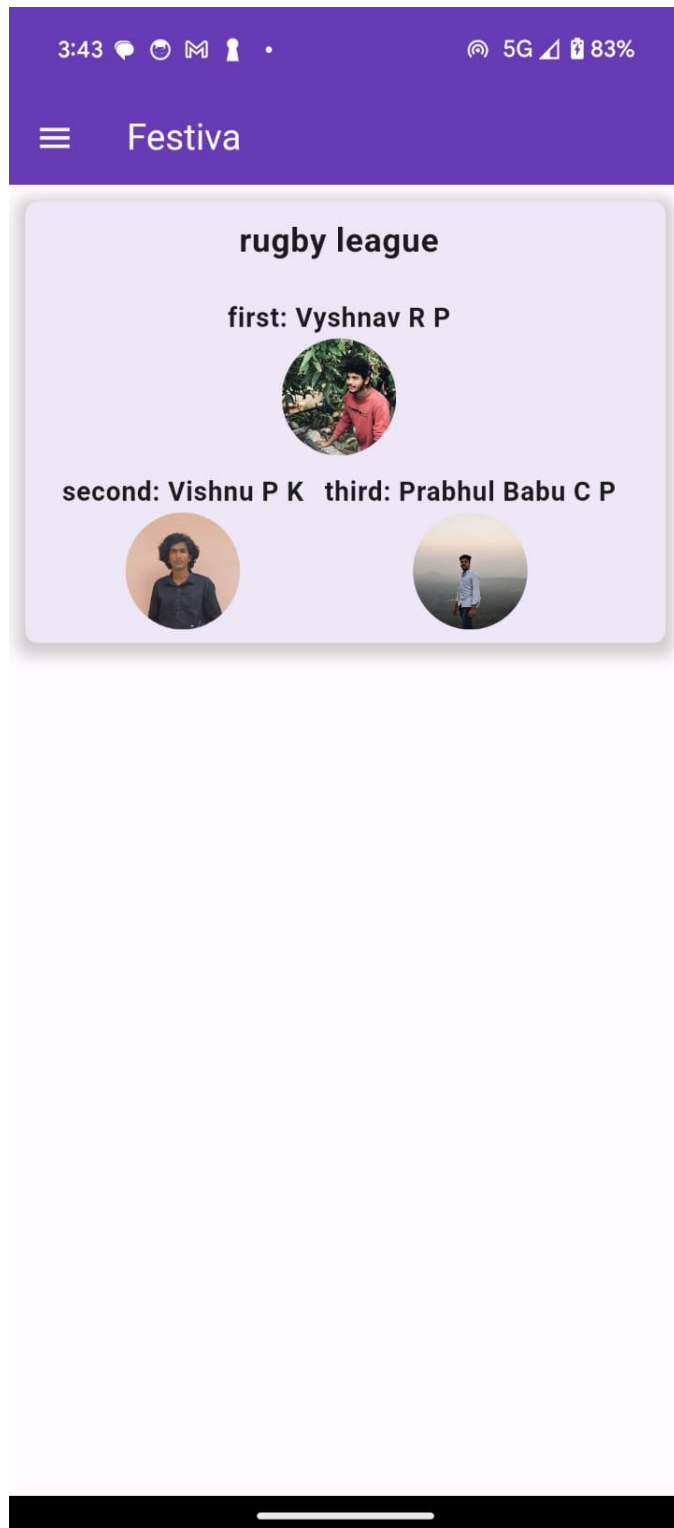 3:43 5G 83%
Festiva
rugby league
first: Vyshnav R P
second: Vishnu P K third: Prabhul Babu C P